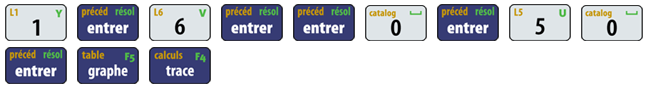 L1 Y précéd résol L6 V précéd résol précéd résol catalog précéd résol L5 U catalog
1 entrer 6 entrer entrer 0 entrer 5 0
précéd résol table F5 calculs F4
entrer graphe trace